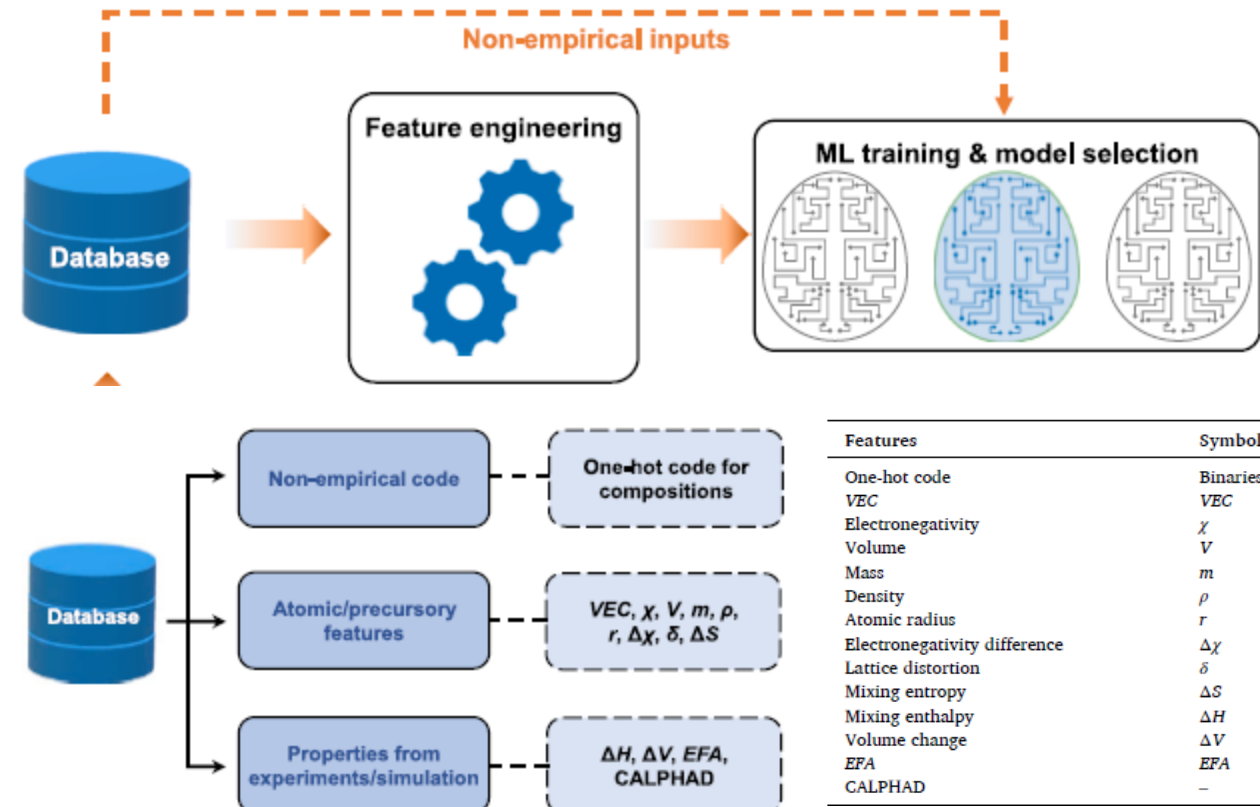 Non-empirical inputs
Feature engineering
ML training & model selection
Database
Non-empirical code
One-hot code for
compositions
Database
Atomic/precursory
features
VEC, χ, V, m, ρ,
r, Δχ, δ, ΔS
Properties from
experiments/simulation
ΔH, ΔV, EFA,
CALPHAD
Features Symbol
One-hot code Binaries
VEC VEC
Electronegativity χ
Volume V
Mass m
Density ρ
Atomic radius r
Electronegativity difference Δχ
Lattice distortion δ
Mixing entropy ΔS
Mixing enthalpy ΔH
Volume change ΔV
EFA EFA
CALPHAD –